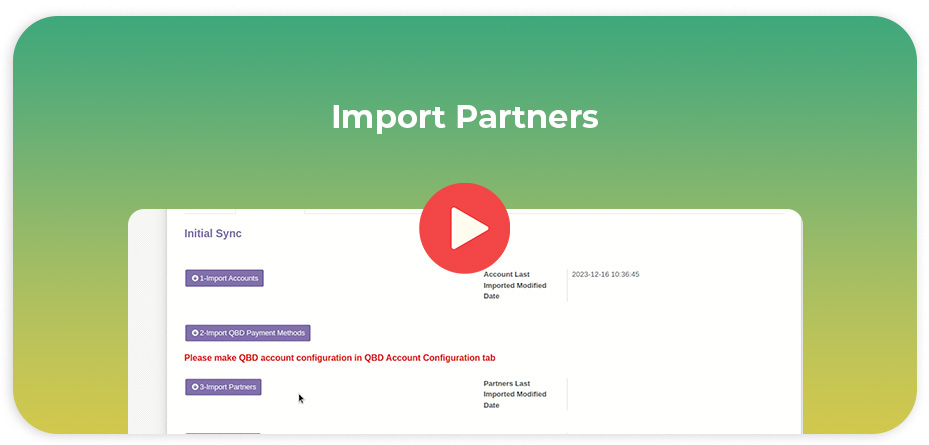 Import Partners
Initial Sync
1-Import Accounts
Account Last
Imported Modified
Date
2023-12-16 10:36:45
2-Import QBD Payment Methods
Please make QBD account configuration in QBD Account Configuration tab
3-Import Partners
Partners Last
Imported Modified
Date